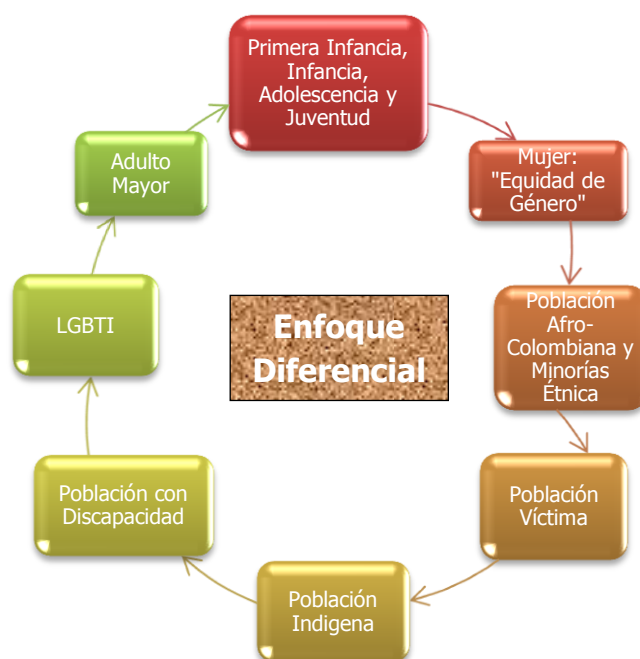 Primera Infancia,
Infancia,
Adolescencia y
Juventud
Mujer:
"Equidad de
Género"
Población
Afro-
Colombiana y
Minorías
Étnica
Población
Víctima
Población
Indigena
Población con
Discapacidad
LGBTI
Adulto
Mayor
Enfoque
Diferencial